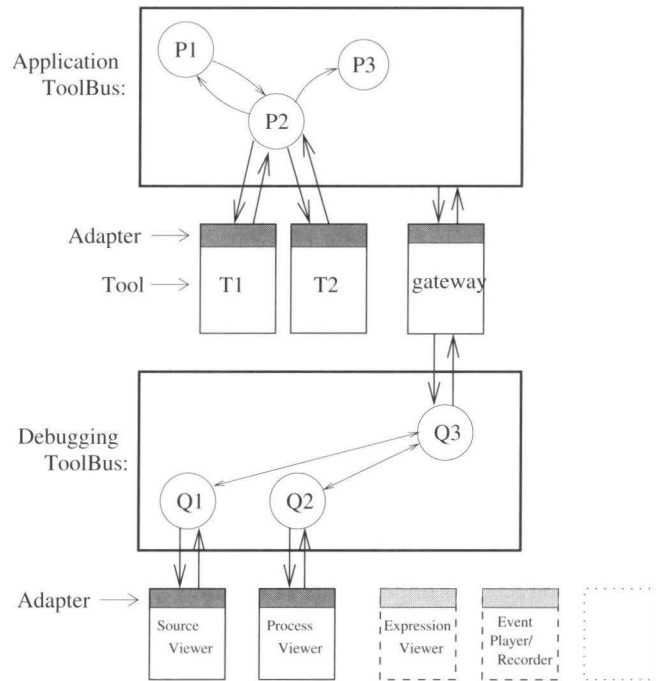 Application
ToolBus:
P1
P3
P2
Adapter
Tool
T1
T2
gateway
Debugging
ToolBus:
Q3
Q1
Q2
Adapter
Source
Viewer
Process
Viewer
Expression
Viewer
Event
Player/
Recorder